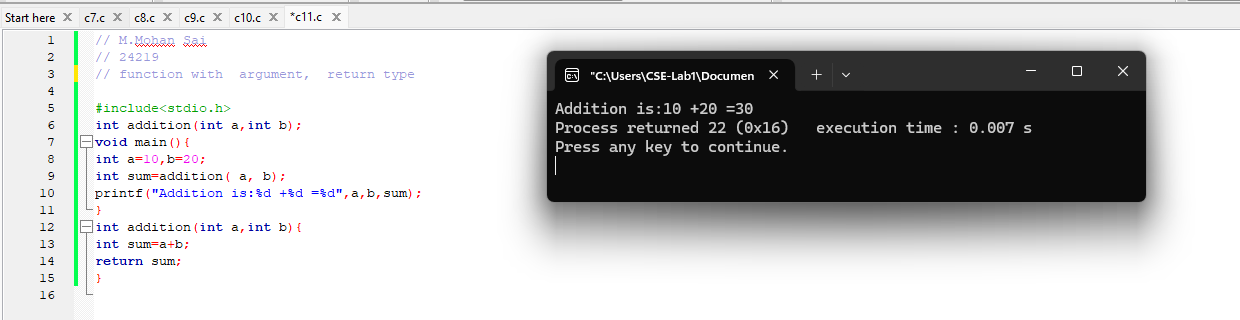 Start here X c7.c X c8.c X c9.c X c10.c X *c11.c X
1 // M.Mohan Sai
2 // 24219
3 // function with  argument,  return type
4
5 #include<stdio.h>
6 int addition(int a,int b);
7 void main(){
8 int a=10,b=20;
9 int sum=addition( a, b);
10 printf("Addition is:%d +%d =%d",a,b,sum);
11 }
12 int addition(int a,int b){
13 int sum=a+b;
14 return sum;
15 }
16
"C:\Users\CSE-Lab1\Documen
Addition is:10 +20 =30
Process returned 22 (0x16)   execution time : 0.007 s
Press any key to continue.